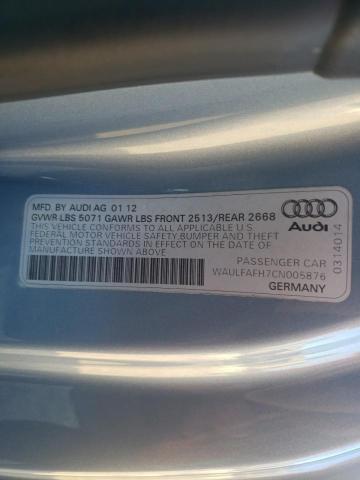 MFD. BY AUDI AG 01 12
GVWR LBS 5071 GAWR LBS FRONT 2513/REAR 2668
THIS VEHICLE CONFORMS TO ALL APPLICABLE U.S.
FEDERAL MOTOR VEHICLE SAFETY,BUMPER AND THEFT
PREVENTION STANDARDS IN EFFECT ON THE DATE OF
MANUFACTURE SHOWN ABOVE
Audi
PASSENGER CAR
WAULFAFH7CN005876
GERMANY
0314014